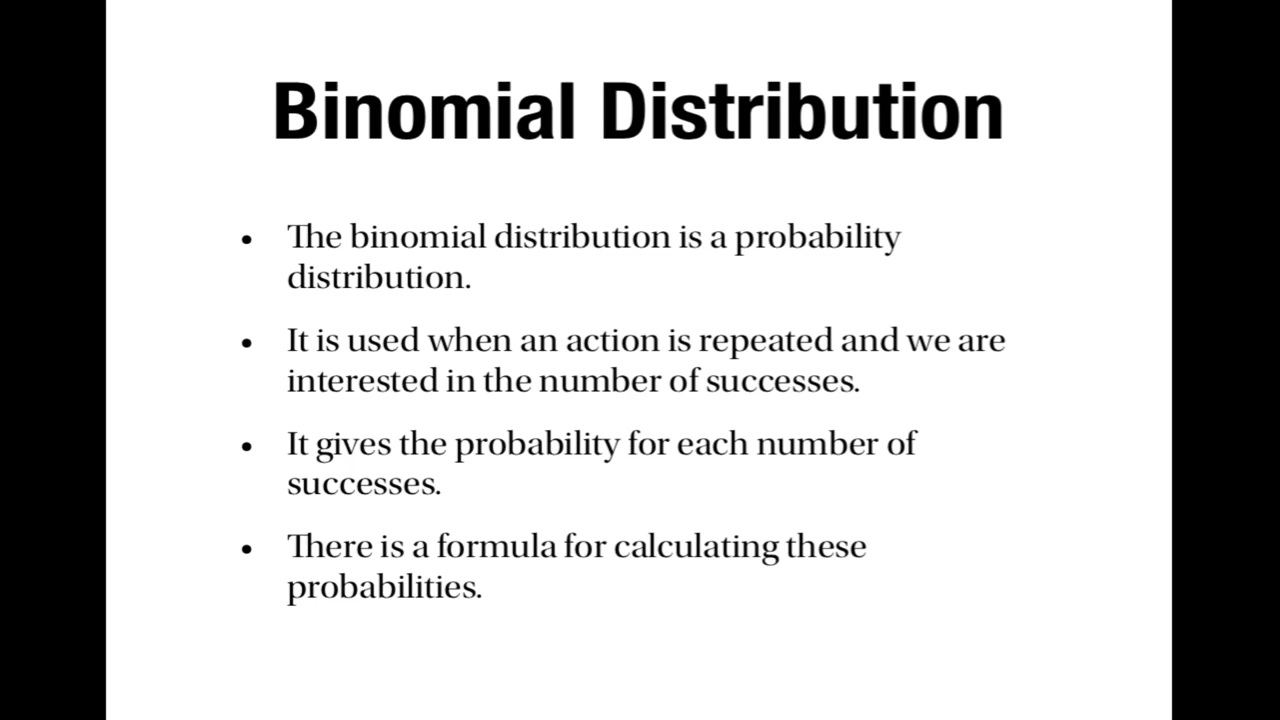 Binomial Distribution
• The binomial distribution is a probability
distribution.
• It is used when an action is repeated and we are
interested in the number of successes.
• It gives the probability for each number of
successes.
• There is a formula for calculating these
probabilities.